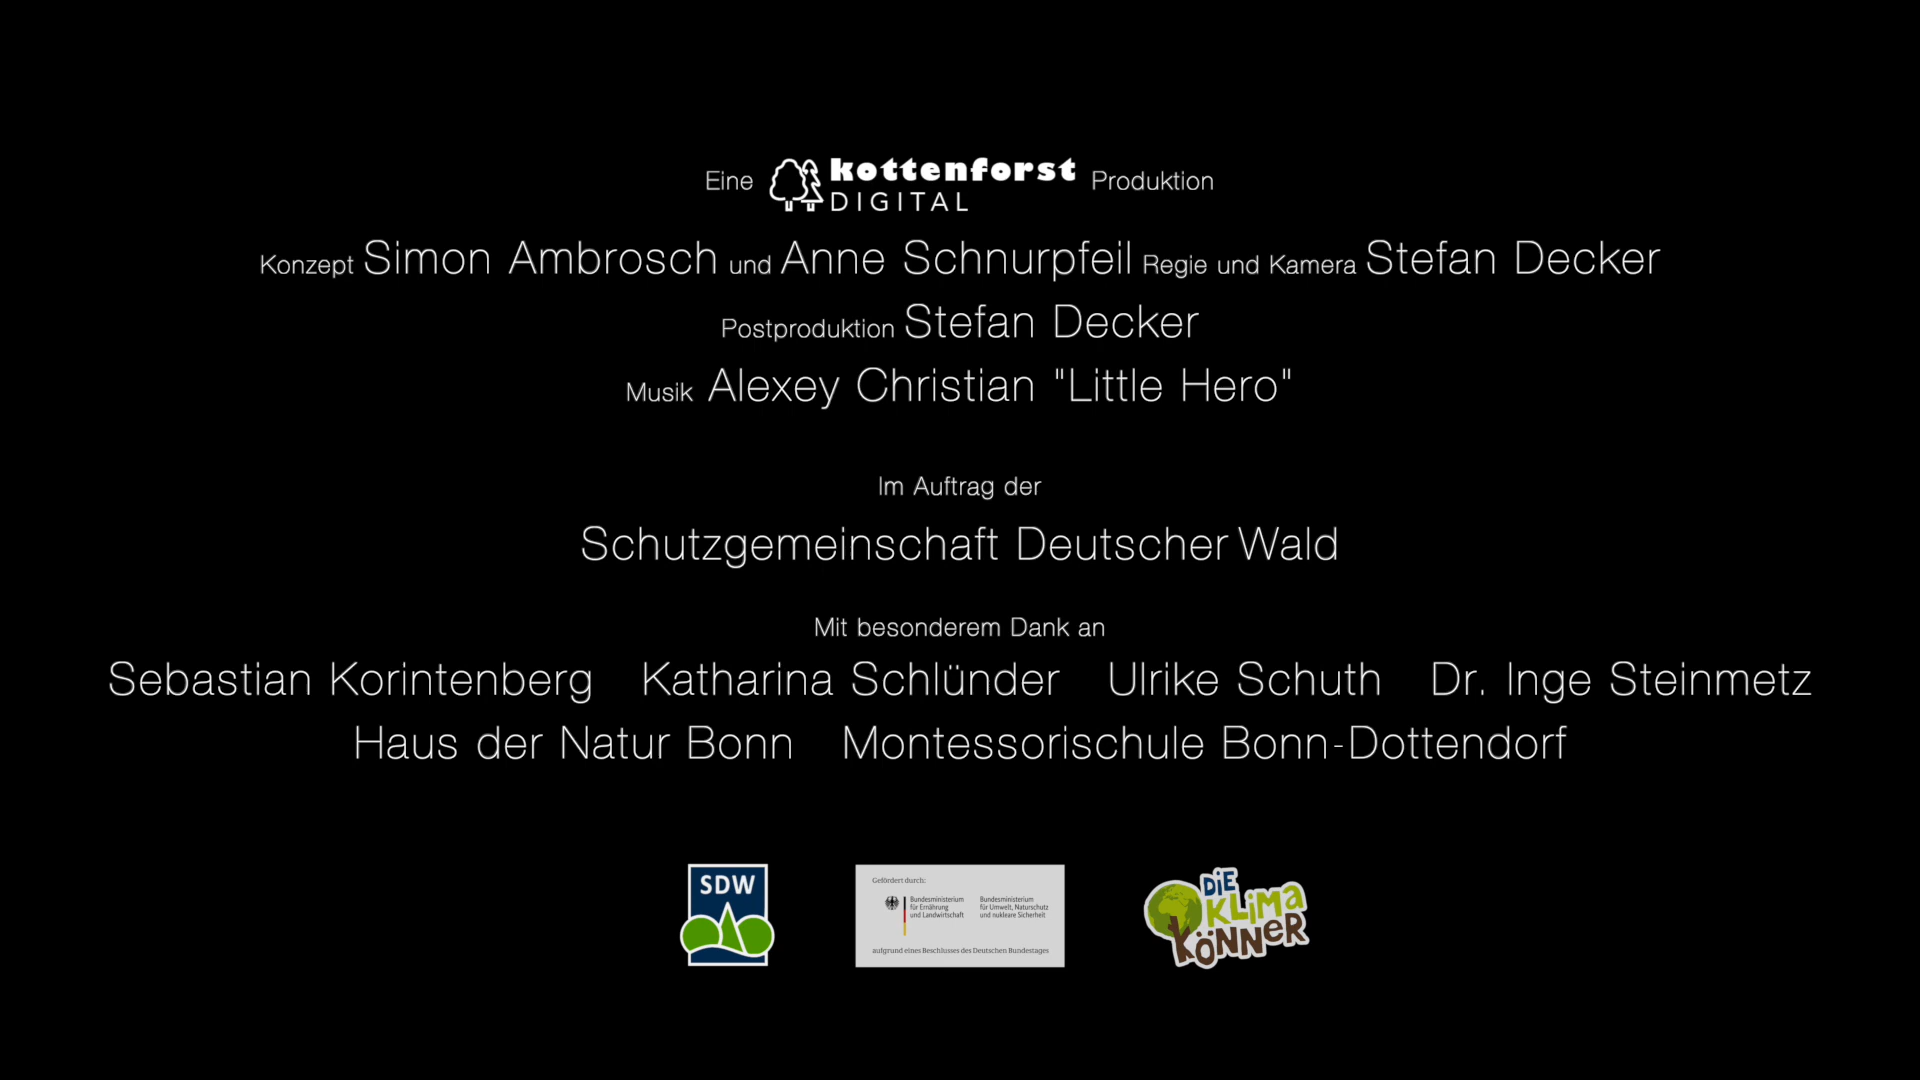 Eine kottenforst DIGITAL Produktion
Konzept Simon Ambrosch und Anne Schnurpfeil Regie und Kamera Stefan Decker
Postproduktion Stefan Decker
Musik Alexey Christian "Little Hero"
Im Auftrag der
Schutzgemeinschaft Deutscher Wald
Mit besonderem Dank an
Sebastian Korintenberg Katharina Schlünder Ulrike Schuth Dr. Inge Steinmetz
Haus der Natur Bonn Montessorischule Bonn-Dottendorf
SDW
Gefördert durch:
Bundesministerium
für Ernährung
und Landwirtschaft
Bundesministerium
für Umwelt, Naturschutz
und nukleare Sicherheit
aufgrund eines Beschlusses des Deutschen Bundestages
DiE
KLiMa
KÖNNeR